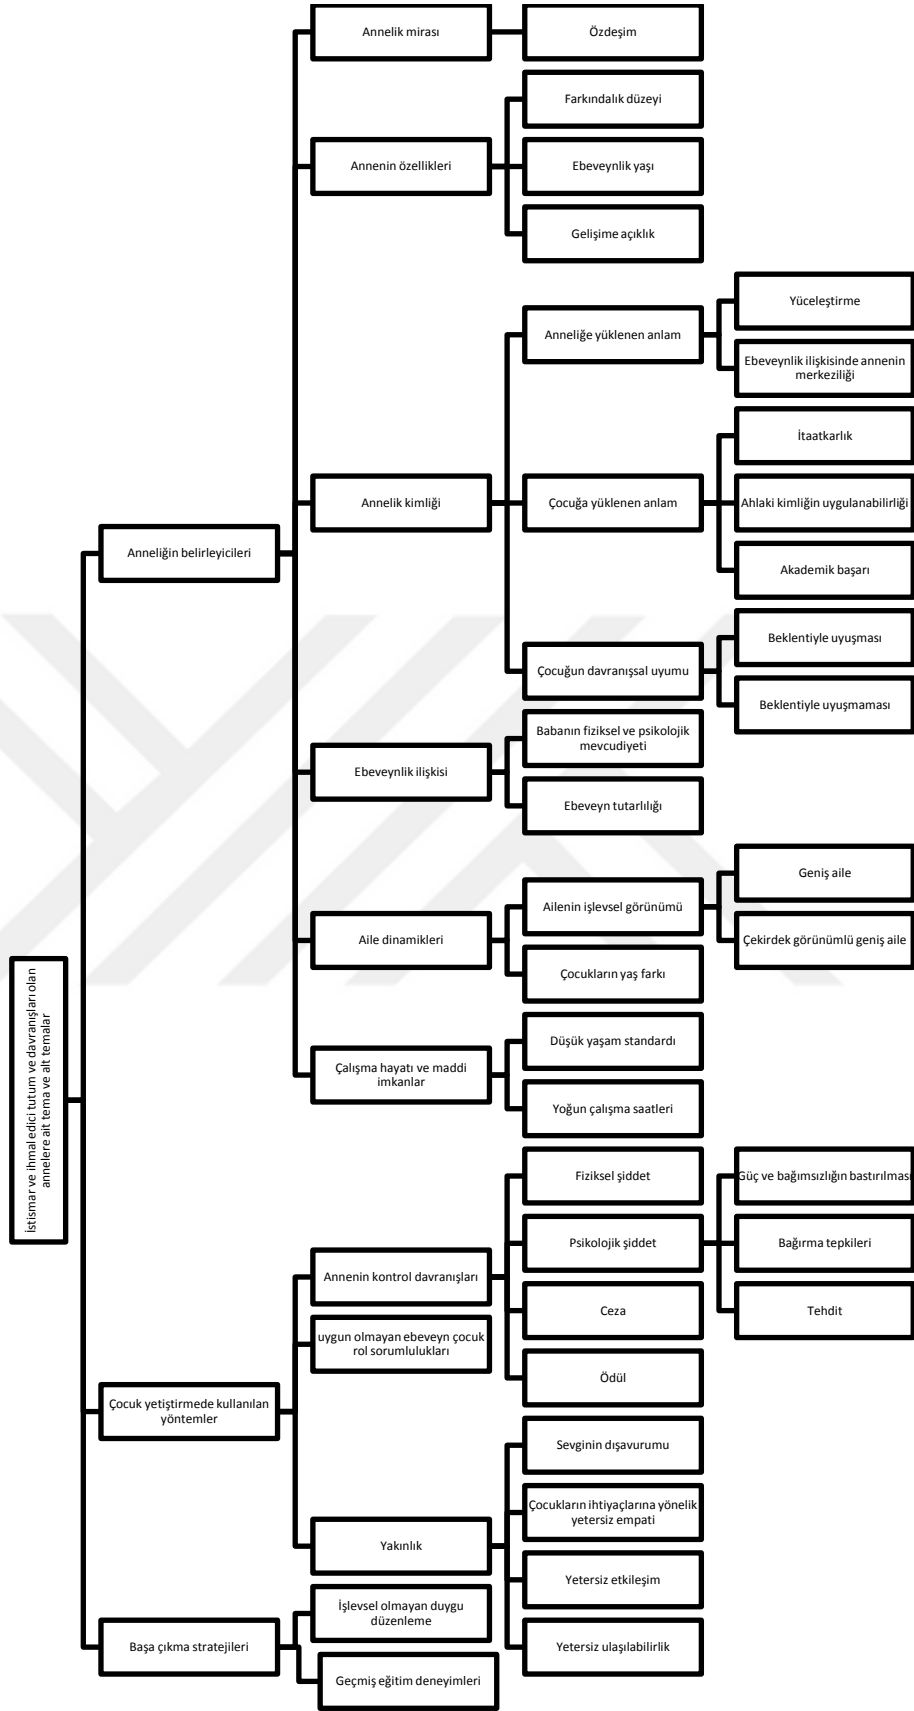 İstismar ve ihmal edici tutum ve davranışları olan
annelere ait tema ve alt temalar
Anneliğin belirleyicileri
Annelik mirası
Özdeşim
Annenin özellikleri
Farkındalık düzeyi
Ebeveynlik yaşı
Gelişime açıklık
Annelik kimliği
Anneliğe yüklenen anlam
Yüceleştirme
Ebeveynlik ilişkisinde annenin
merkeziliği
Çocuğa yüklenen anlam
İtaatkarlık
Ahlaki kimliğin uygulanabilirliği
Akademik başarı
Çocuğun davranışsal uyumu
Beklentiyle uyuşması
Beklentiyle uyuşmaması
Ebeveynlik ilişkisi
Babanın fiziksel ve psikolojik
mevcudiyeti
Ebeveyn tutarlılığı
Aile dinamikleri
Ailenin işlevsel görünümü
Geniş aile
Çekirdek görünümlü geniş aile
Çocukların yaş farkı
Çalışma hayatı ve maddi
imkanlar
Düşük yaşam standardı
Yoğun çalışma saatleri
Çocuk yetiştirmede kullanılan
yöntemler
Annenin kontrol davranışları
Fiziksel şiddet
Psikolojik şiddet
Güç ve bağımsızlığın bastırılması
Bağırma tepkileri
Tehdit
Ceza
Ödül
uygun olmayan ebeveyn çocuk
rol sorumlulukları
Yakınlık
Sevginin dışavurumu
Çocukların ihtiyaçlarına yönelik
yetersiz empati
Yetersiz etkileşim
Yetersiz ulaşılabilirlik
Başa çıkma stratejileri
İşlevsel olmayan duygu
düzenleme
Geçmiş eğitim deneyimleri